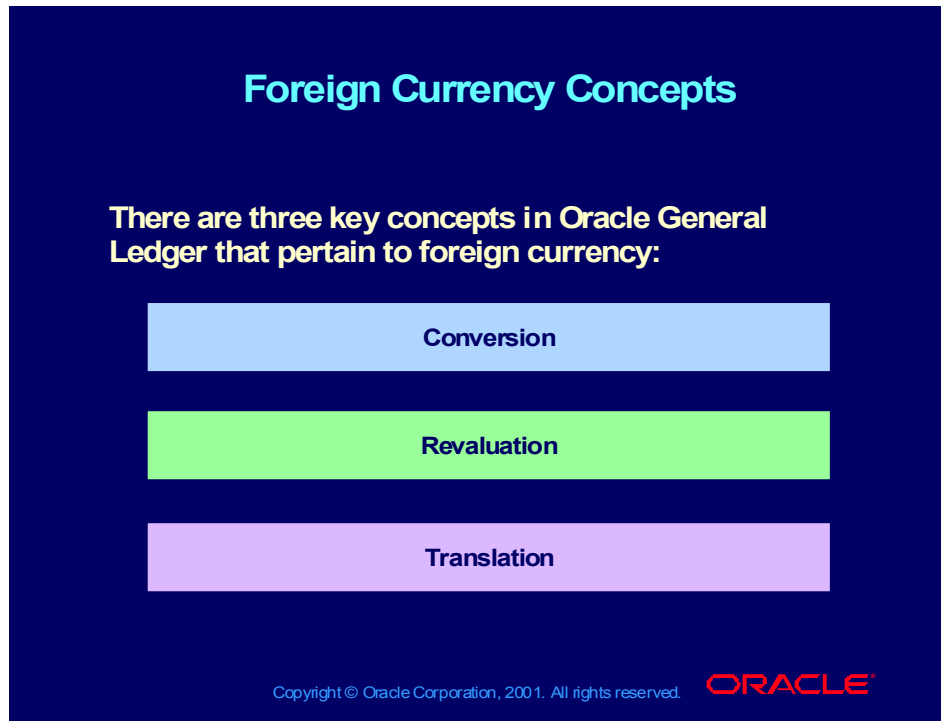 Foreign Currency Concepts
There are three key concepts in Oracle General
Ledger that pertain to foreign currency:
Conversion
Revaluation
Translation
Copyright © Oracle Corporation, 2001. All rights reserved.
ORACLE®